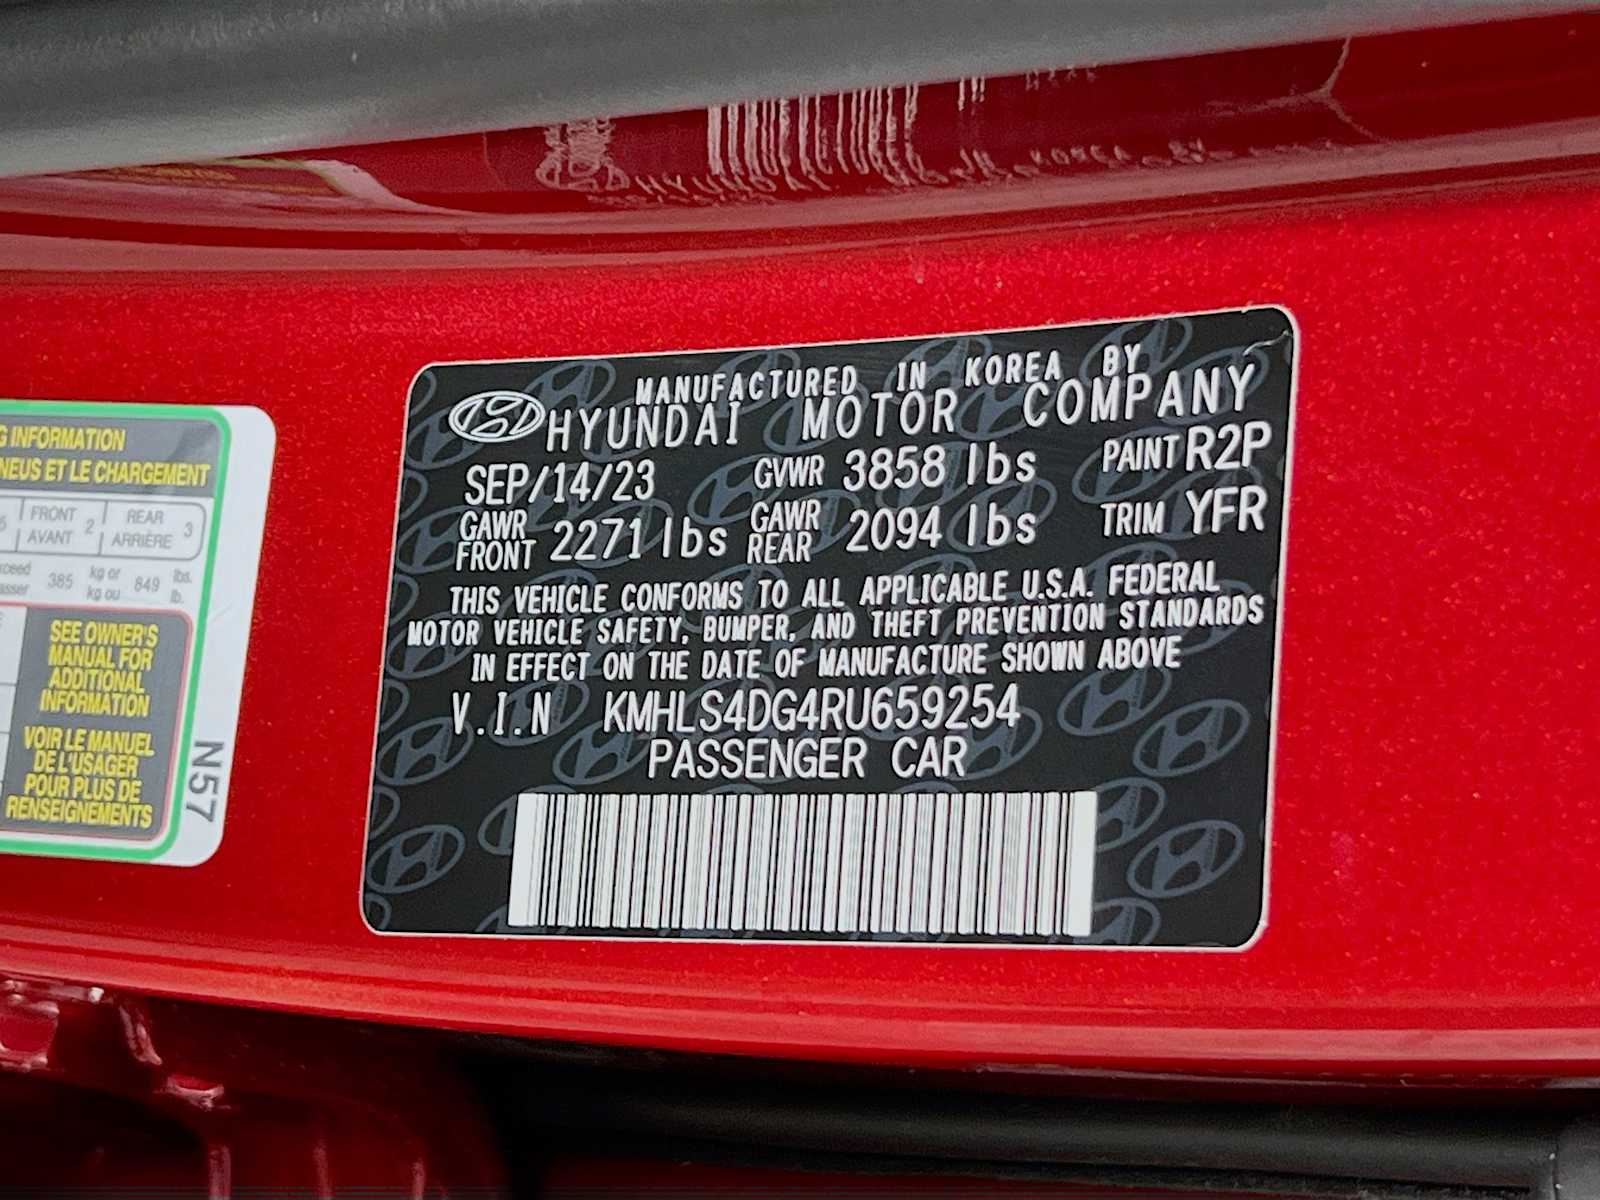 G INFORMATION
NEUS ET LE CHARGEMENT
5 FRONT 2 REAR 3
AVANT ARRIÈRE
385 kg or 849 lbs.
kg ou lb.
SEE OWNER'S
MANUAL FOR
ADDITIONAL
INFORMATION
VOIR LE MANUEL
DE L'USAGER
POUR PLUS DE
RENSEIGNEMENTS
N57
MANUFACTURED IN KOREA BY
HYUNDAI MOTOR COMPANY
SEP/14/23 GVWR 3858 lbs PAINT R2P
GAWR FRONT 2271 lbs GAWR REAR 2094 lbs TRIM YFR
THIS VEHICLE CONFORMS TO ALL APPLICABLE U.S.A. FEDERAL
MOTOR VEHICLE SAFETY, BUMPER, AND THEFT PREVENTION STANDARDS
IN EFFECT ON THE DATE OF MANUFACTURE SHOWN ABOVE
V.I.N KMHLS4DG4RU659254
PASSENGER CAR